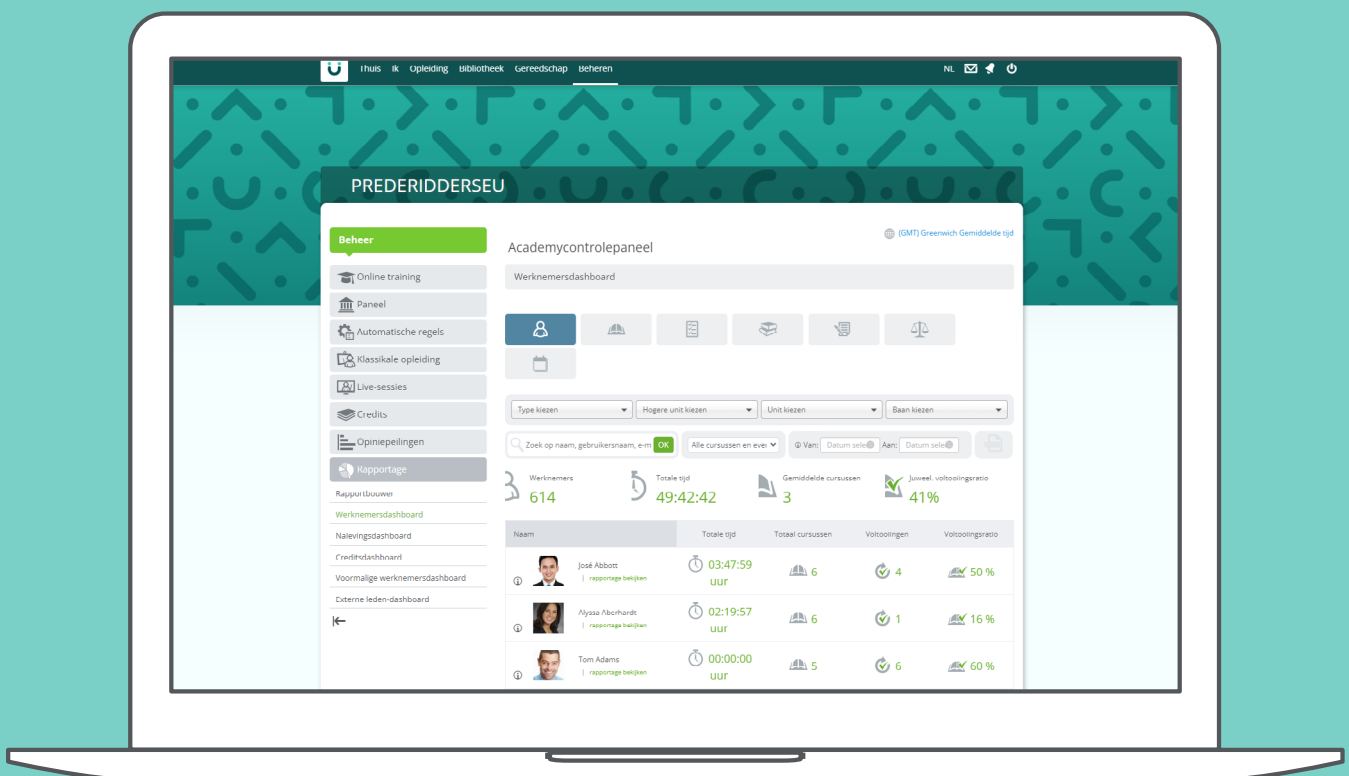 Thuis Ik Opleiding Bibliotheek Gereedschap Beheren NL
PREDERIDDERSEU
(GMT) Greenwich Gemiddelde tijd
Beheer
Academycontrolepaneel
Online training
Werknemersdashboard
Paneel
Automatische regels
Klassikale opleiding
Live-sessies
Credits
Opiniepeilingen
Rapportage
Rapportbouwer
Werknemersdashboard
Nalevingsdashboard
Creditsdashboard
Voormalige werknemersdashboard
Externe leden-dashboard
Type kiezen Hogere unit kiezen Unit kiezen Baan kiezen
Zoek op naam, gebruikersnaam, e-m OK Alle cursussen en ever Van: Datum sele Aan: Datum sele
Werknemers Totale tijd Gemiddelde cursussen Juweel. voltooiingsratio
614 49:42:42 3 41%
Naam Totale tijd Totaal cursussen Voltooiingen Voltooiingsratio
José Abbott 03:47:59 uur 6 4 50 %
| rapportage bekijken
Alyssa Aberhardt 02:19:57 uur 6 1 16 %
| rapportage bekijken
Tom Adams 00:00:00 uur 5 6 60 %
| rapportage bekijken